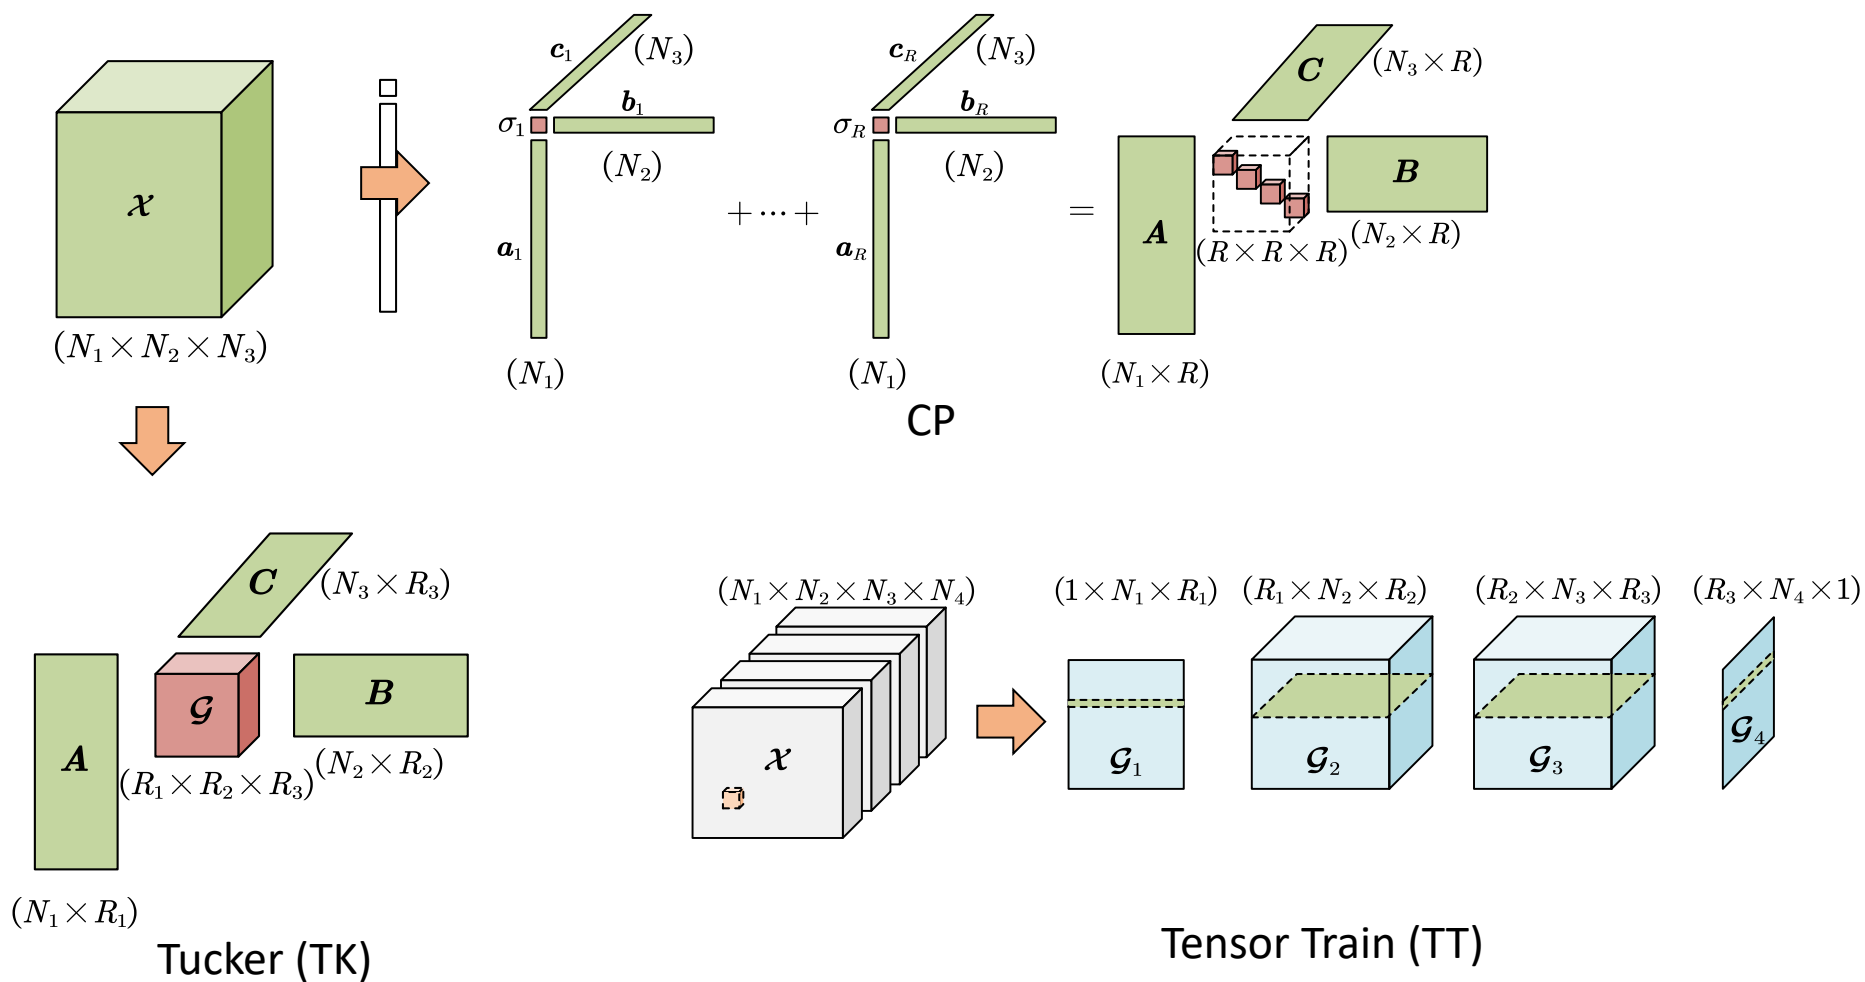 𝓧
(N₁ × N₂ × N₃)
c₁
(N₃)
σ₁
b₁
(N₂)
a₁
(N₁)
+ ⋯ +
c_R
(N₃)
σ_R
b_R
(N₂)
a_R
(N₁)
=
C
(N₃ × R)
A
(R × R × R)
B
(N₂ × R)
(N₁ × R)
CP
C
(N₃ × R₃)
A
𝓖
B
(R₁ × R₂ × R₃)
(N₂ × R₂)
(N₁ × R₁)
Tucker (TK)
(N₁ × N₂ × N₃ × N₄)
𝓧
(1 × N₁ × R₁)
𝓖₁
(R₁ × N₂ × R₂)
𝓖₂
(R₂ × N₃ × R₃)
𝓖₃
(R₃ × N₄ × 1)
𝓖₄
Tensor Train (TT)